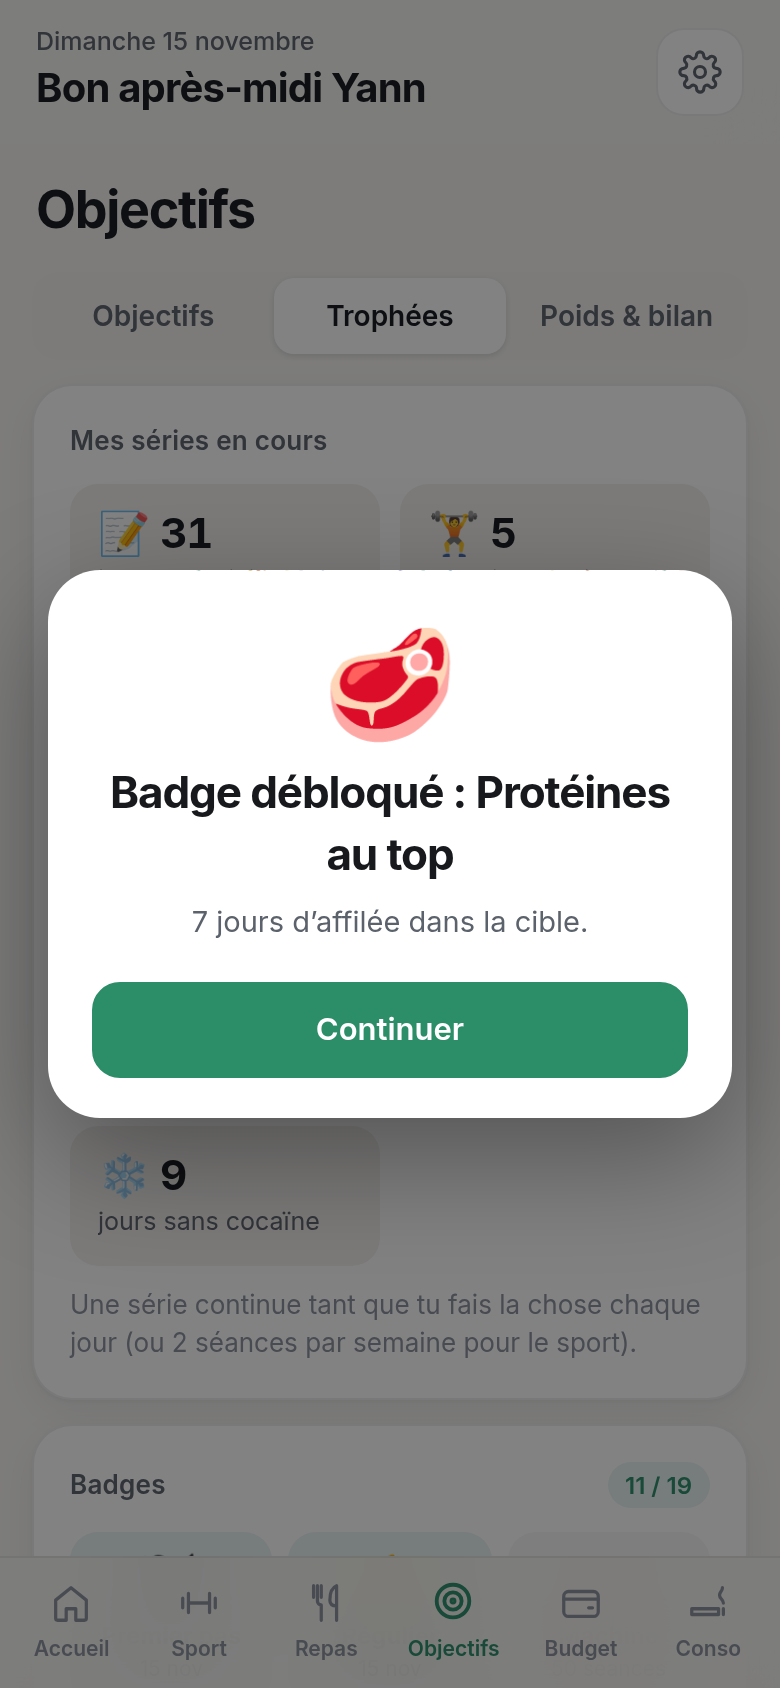 Dimanche 15 novembre
Bon après-midi Yann
Objectifs
Objectifs
Trophées
Poids & bilan
Mes séries en cours
31
5
Badge débloqué : Protéines
au top
7 jours d’affilée dans la cible.
Continuer
9
jours sans cocaïne
Une série continue tant que tu fais la chose chaque
jour (ou 2 séances par semaine pour le sport).
Badges
11 / 19
Accueil
Sport
Repas
Objectifs
Budget
Conso